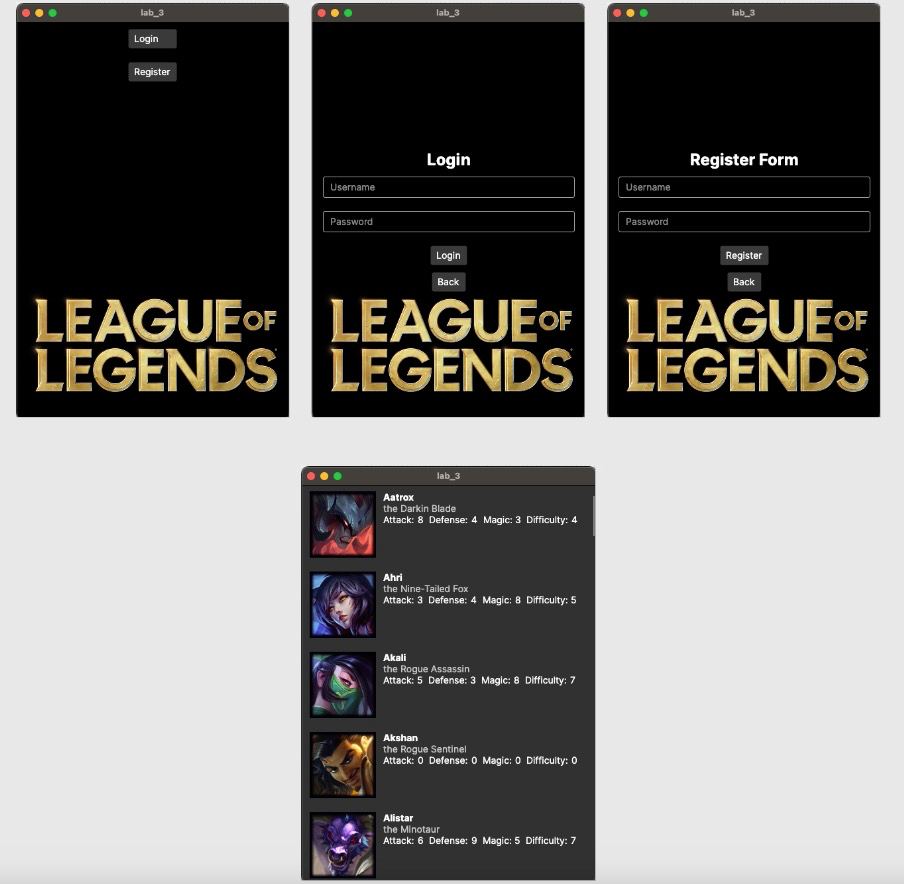 lab_3
Login
Register
LEAGUE OF
LEGENDS
lab_3
Login
Username
Password
Login
Back
LEAGUE OF
LEGENDS
lab_3
Register Form
Username
Password
Register
Back
LEAGUE OF
LEGENDS
lab_3
Aatrox
the Darkin Blade
Attack: 8 Defense: 4 Magic: 3 Difficulty: 4
Ahri
the Nine-Tailed Fox
Attack: 3 Defense: 4 Magic: 8 Difficulty: 5
Akali
the Rogue Assassin
Attack: 5 Defense: 3 Magic: 8 Difficulty: 7
Akshan
the Rogue Sentinel
Attack: 0 Defense: 0 Magic: 0 Difficulty: 0
Alistar
the Minotaur
Attack: 6 Defense: 9 Magic: 5 Difficulty: 7